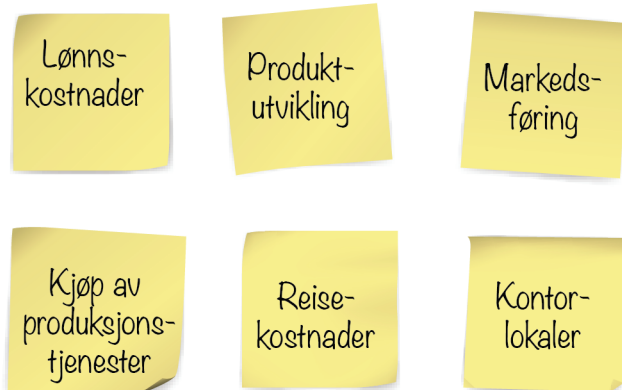 Lønns-
kostnader
Produkt-
utvikling
Markeds-
føring
Kjøp av
produksjons-
tjenester
Reise-
kostnader
Kontor-
lokaler